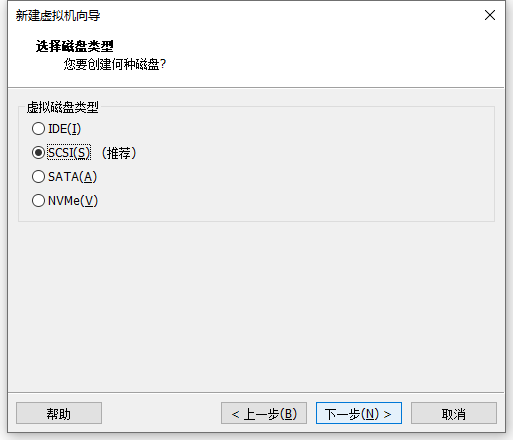 新建虚拟机向导
选择磁盘类型
您要创建何种磁盘?
虚拟磁盘类型
IDE(I)
SCSI(S) （推荐）
SATA(A)
NVMe(V)
帮助 < 上一步(B) 下一步(N) > 取消